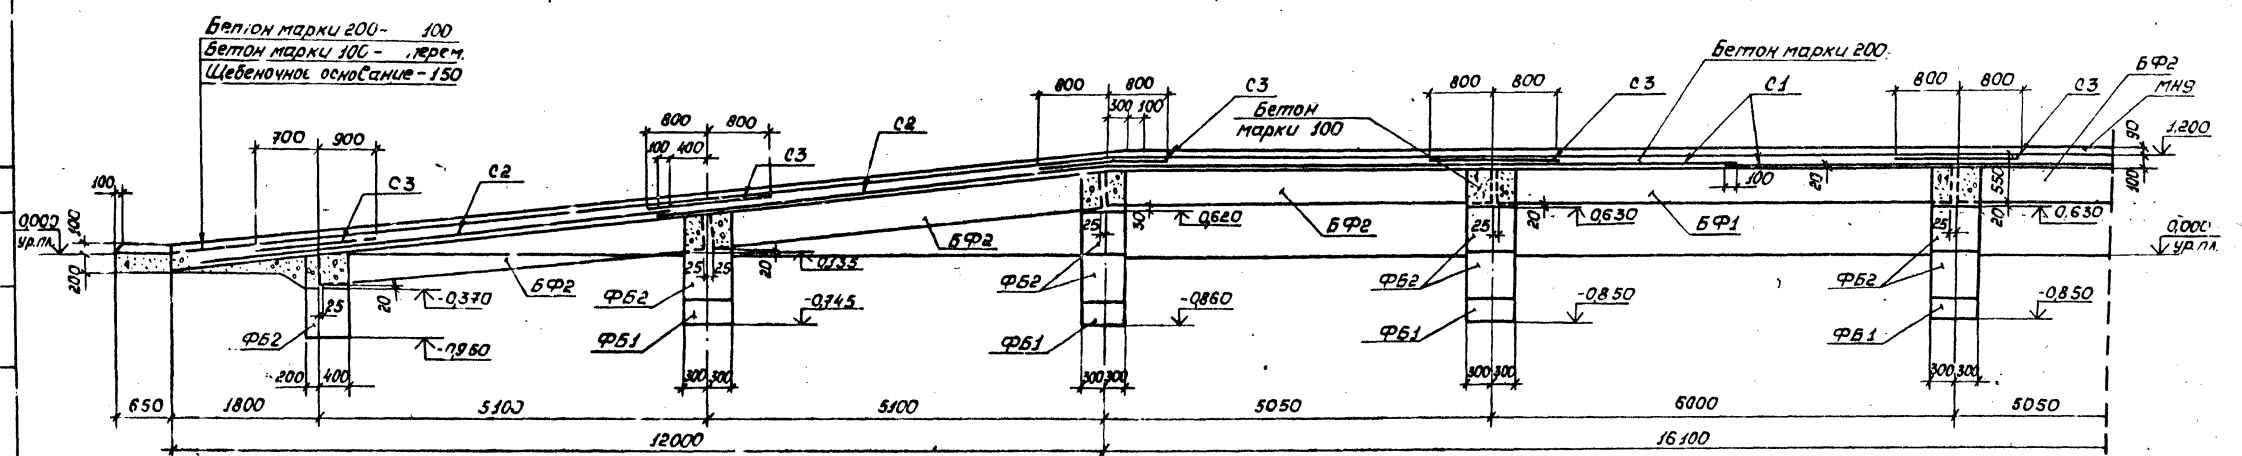 Бетон марки 200- 100
Бетон марки 100- перем.
Щебеночное основание-150
Бетон марки 200
БФ2
МН9
800 800
С3
800 800
С3
С1
800 800
С3
300 100
Бетон
марки 100
800 800
100 400
С2
С3
700 900
С3
С2
90
1,200
100
100
20
550
100
20
100
0,000
ур.пл.
200
25
20
-0,370
БФ2
ФБ2
-0,960
25 25
20
0,135
БФ2
ФБ2
-0,745
ФБ1
25
30
0,620
БФ2
ФБ2
-0,860
ФБ1
25
20
0,630
БФ1
ФБ2
-0,850
ФБ1
25
20
0,630
0,000
ур.пл.
ФБ2
-0,850
ФБ1
200 400
300 300
300 300
300 300
300 300
650 1800 5100 5100 5050 6000 5050
12000 16100